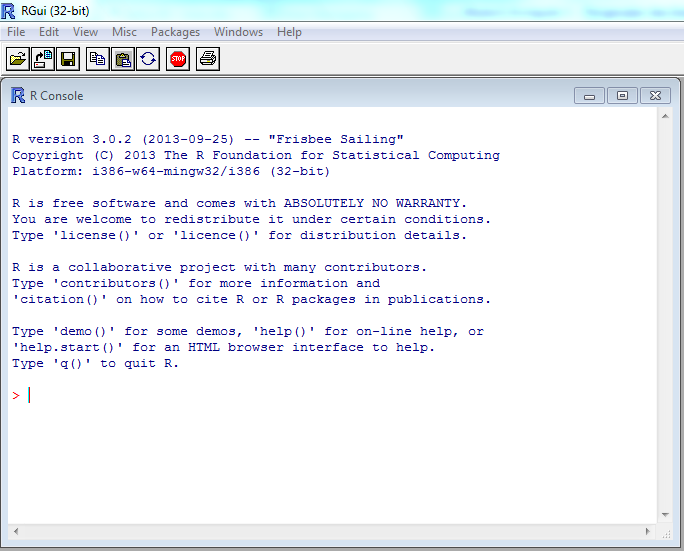 RGui (32-bit)
File Edit View Misc Packages Windows Help
STOP
R Console
R version 3.0.2 (2013-09-25) -- "Frisbee Sailing"
Copyright (C) 2013 The R Foundation for Statistical Computing
Platform: i386-w64-mingw32/i386 (32-bit)
R is free software and comes with ABSOLUTELY NO WARRANTY.
You are welcome to redistribute it under certain conditions.
Type 'license()' or 'licence()' for distribution details.
R is a collaborative project with many contributors.
Type 'contributors()' for more information and
'citation()' on how to cite R or R packages in publications.
Type 'demo()' for some demos, 'help()' for on-line help, or
'help.start()' for an HTML browser interface to help.
Type 'q()' to quit R.
>